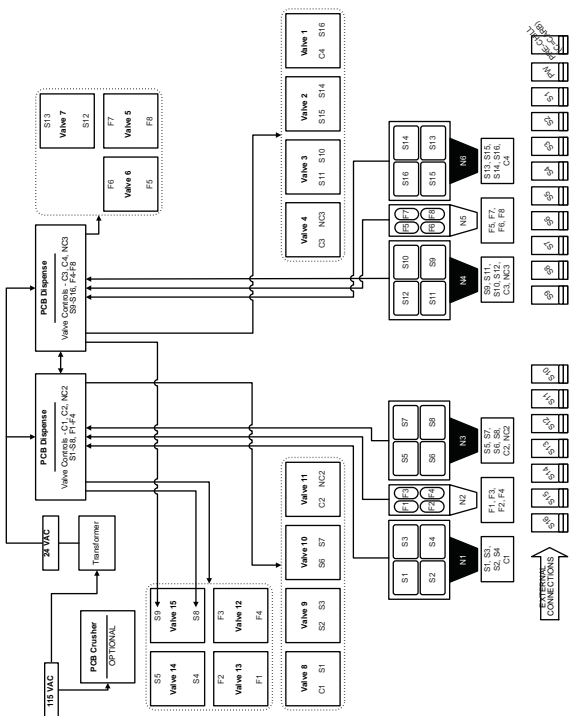 115 VAC
24 VAC
Transformer
PCB Crusher
OPTIONAL
PCB Dispense
Valve Controls - C1, C2, NC2
S1-S8, F1-F4
PCB Dispense
Valve Controls - C3, C4, NC3
S9-S16, F4-F8
S5
Valve 14
S4
S9
Valve 15
S8
F2
Valve 13
F1
F3
Valve 12
F4
S13
Valve 7
S12
F6
Valve 6
F5
F7
Valve 5
F8
Valve 8
C1 S1
Valve 9
S2 S3
Valve 10
S6 S7
Valve 11
C2 NC2
Valve 4
C3 NC3
Valve 3
S11 S10
Valve 2
S15 S14
Valve 1
C4 S16
S1 S3
S2 S4
N1
S1, S3,
S2, S4
C1
F1 F3
F2 F4
N2
F1, F3,
F2, F4
S5 S7
S6 S8
N3
S5, S7,
S6, S8,
C2, NC2
S12 S10
S11 S9
N4
S9, S11,
S10, S12,
C3, NC3
F5 F7
F6 F8
N5
F5, F7,
F6, F8
S16 S14
S15 S13
N6
S13, S15,
S14, S16,
C4
EXTERNAL
CONNECTIONS
S16
S15
S14
S13
S12
S11
S10
S9
S8
S7
S6
S5
S4
S3
S2
S1
PW
PRE-CHILL
(C=CARB)